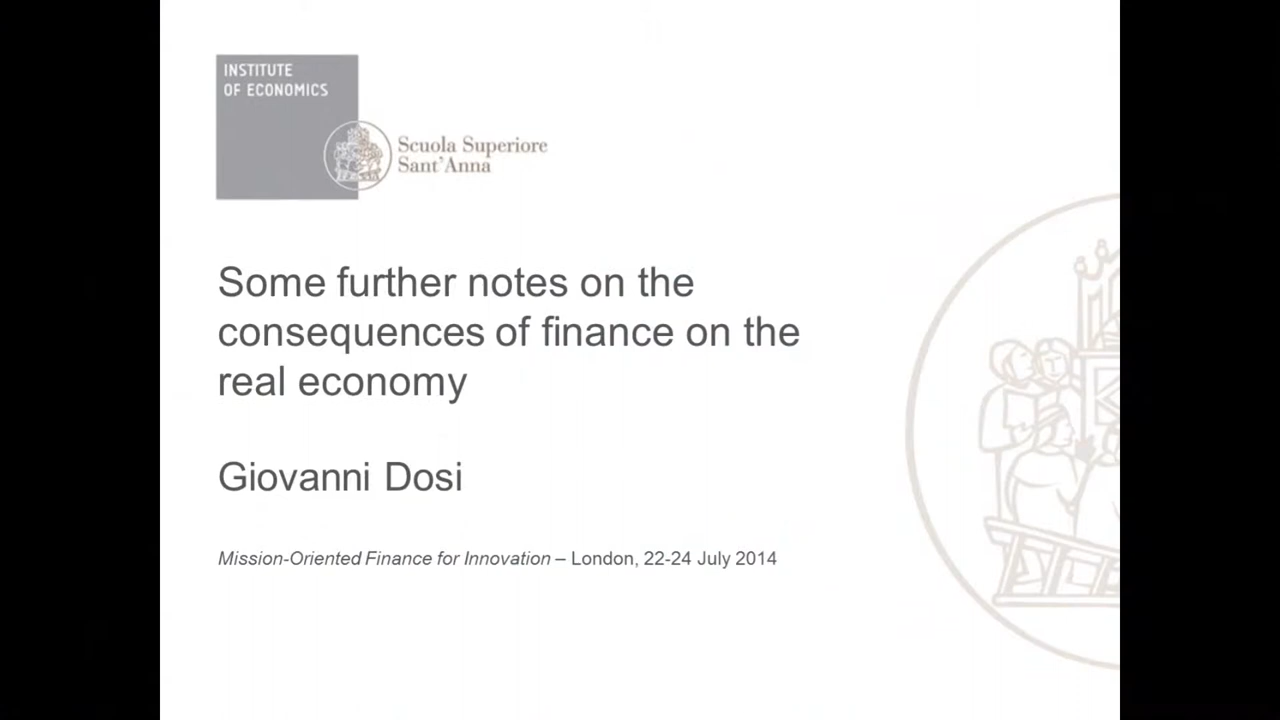 INSTITUTE
OF ECONOMICS
Scuola Superiore
Sant'Anna
Some further notes on the
consequences of finance on the
real economy
Giovanni Dosi
Mission-Oriented Finance for Innovation – London, 22-24 July 2014